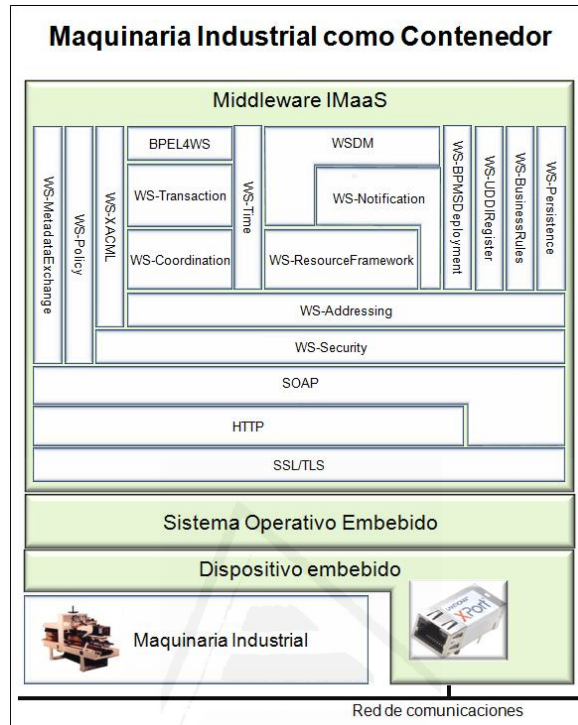 Maquinaria Industrial como Contenedor
Middleware IMaaS
WS-MetadataExchange
WS-Policy
WS-XACML
BPEL4WS
WS-Transaction
WS-Coordination
WS-Time
WSDM
WS-Notification
WS-ResourceFramework
WS-BPMSDeployment
WS-UDDIRegister
WS-BusinessRules
WS-Persistence
WS-Addressing
WS-Security
SOAP
HTTP
SSL/TLS
Sistema Operativo Embebido
Dispositivo embebido
Maquinaria Industrial
LANTRONIX
XPort
Red de comunicaciones